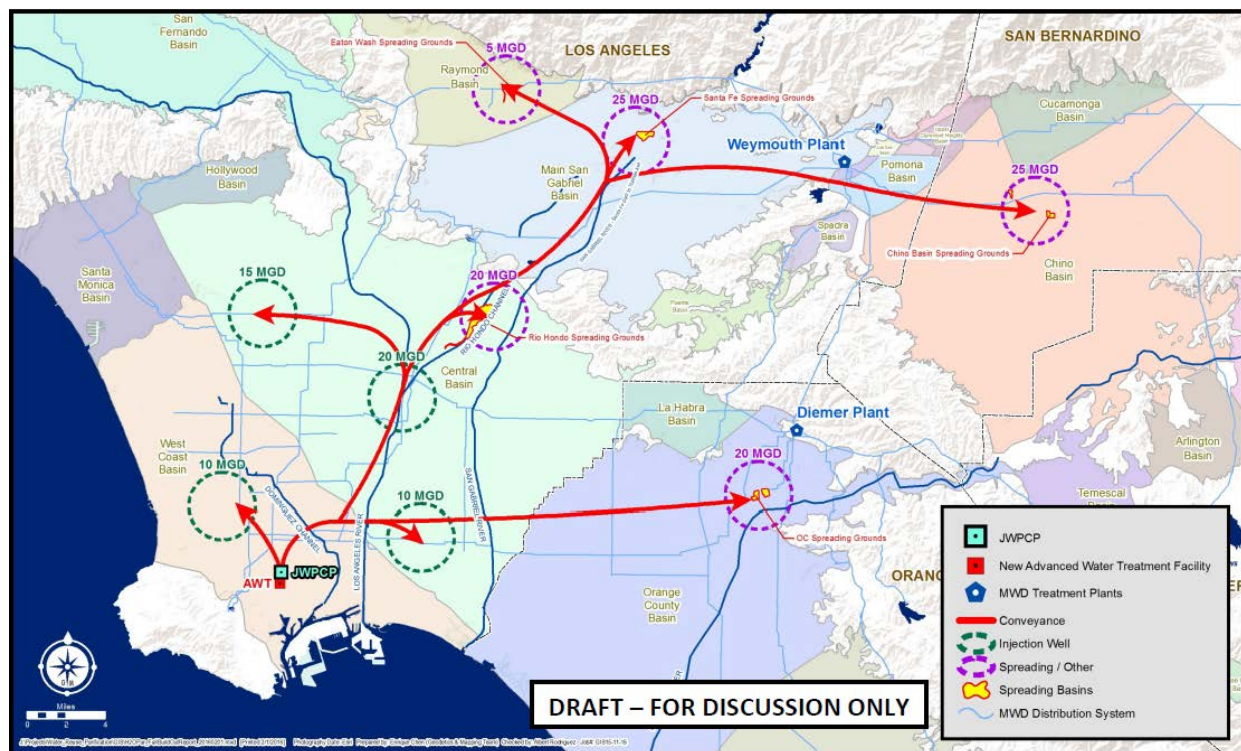 San
Fernando
Basin
Eaton Wash Spreading Grounds
5 MGD
LOS ANGELES
SAN BERNARDINO
Raymond
Basin
25 MGD
Santa Fe Spreading Grounds
Cucamonga
Basin
Weymouth Plant
Hollywood
Basin
Main San
Gabriel
Basin
Pomona
Basin
25 MGD
Spadra
Basin
Chino Basin Spreading Grounds
Chino
Basin
Santa
Monica
Basin
15 MGD
20 MGD
RIO HONDO CHANNEL
Rio Hondo Spreading Grounds
Puente
Basin
20 MGD
Central
Basin
La Habra
Basin
Diemer Plant
Arlington
Basin
West
Coast
Basin
10 MGD
DOMINGUEZ CHANNEL
10 MGD
SAN GABRIEL RIVER
20 MGD
Temescal
OC Spreading Grounds
LOS ANGELES RIVER
JWPCP
AWT
Orange
County
Basin
ORANG
JWPCP
New Advanced Water Treatment Facility
MWD Treatment Plants
Conveyance
Injection Well
Spreading / Other
Spreading Basins
MWD Distribution System
Miles
0 2 4
DRAFT – FOR DISCUSSION ONLY